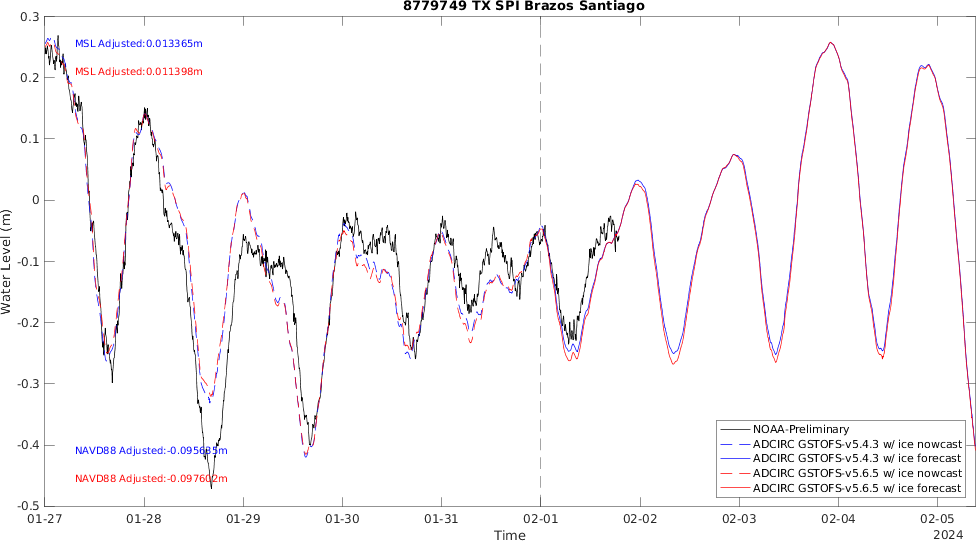 8779749 TX SPI Brazos Santiago
0.3
0.2
0.1
0
-0.1
-0.2
-0.3
-0.4
-0.5
Water Level (m)
MSL Adjusted:0.013365m
MSL Adjusted:0.011398m
NAVD88 Adjusted:-0.095635m
NAVD88 Adjusted:-0.097602m
NOAA-Preliminary
ADCIRC GSTOFS-v5.4.3 w/ ice nowcast
ADCIRC GSTOFS-v5.4.3 w/ ice forecast
ADCIRC GSTOFS-v5.6.5 w/ ice nowcast
ADCIRC GSTOFS-v5.6.5 w/ ice forecast
01-27 01-28 01-29 01-30 01-31 02-01 02-02 02-03 02-04 02-05
Time
2024